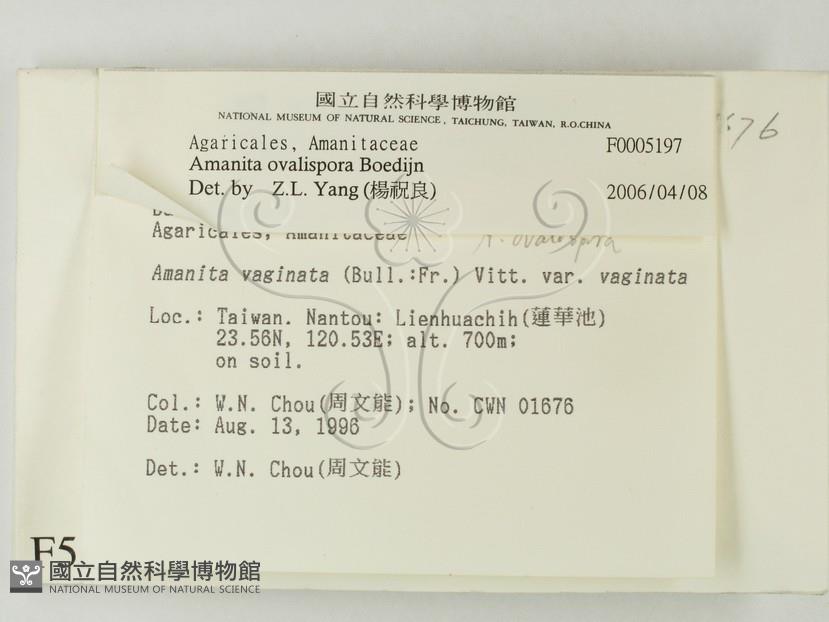 國立自然科學博物館
NATIONAL MUSEUM OF NATURAL SCIENCE, TAICHUNG, TAIWAN, R.O.CHINA
Agaricales, Amanitaceae F0005197
Amanita ovalispora Boedijn
Det. by Z.L. Yang(楊祝良) 2006/04/08
76
Agaricales, Amanitaceae
A. ovalispora
Amanita vaginata (Bull.:Fr.) Vitt. var. vaginata
Loc.: Taiwan. Nantou: Lienhuachih(蓮華池)
23.56N, 120.53E; alt. 700m;
on soil.
Col.: W.N. Chou(周文能); No. CWN 01676
Date: Aug. 13, 1996
Det.: W.N. Chou(周文能)
F5
國立自然科學博物館
NATIONAL MUSEUM OF NATURAL SCIENCE